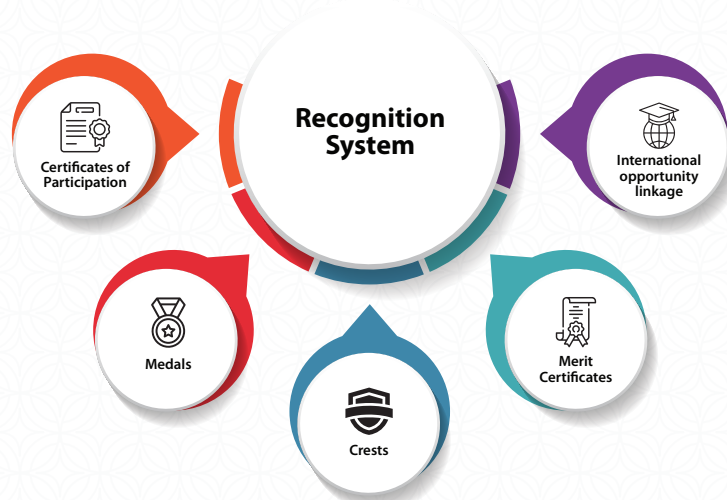 Recognition
System
Certificates of
Participation
International
opportunity
linkage
Medals
Merit
Certificates
Crests